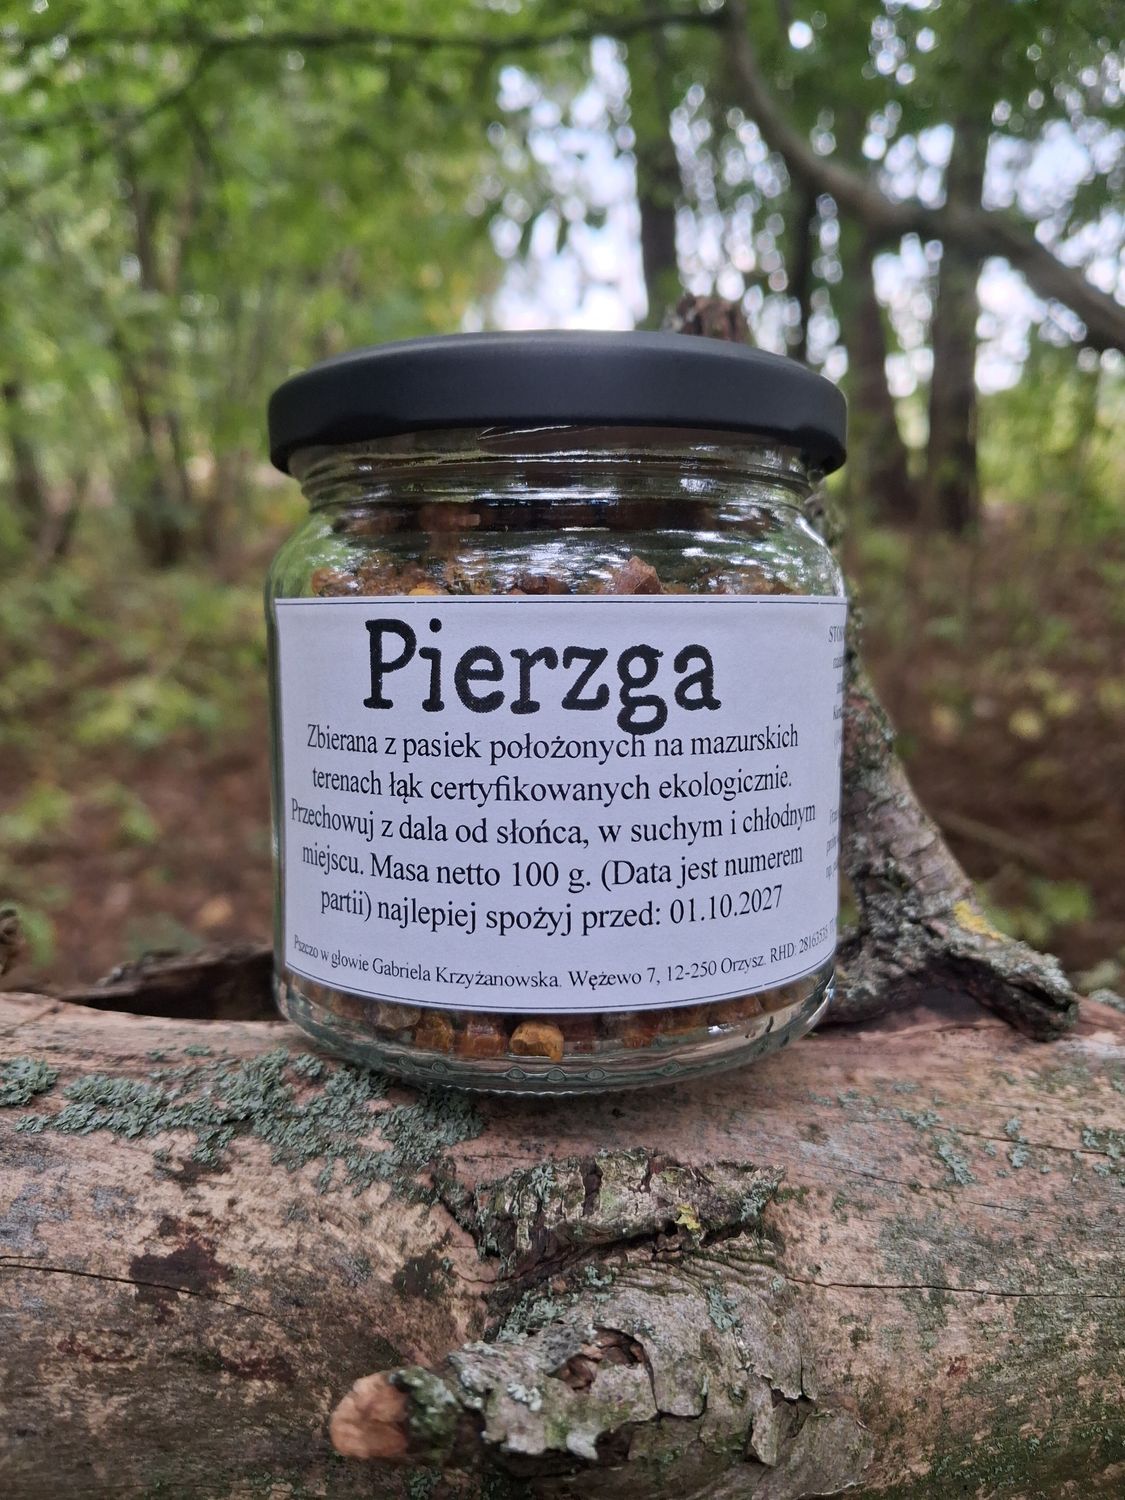 Pierzga
Zbierana z pasiek położonych na mazurskich
terenach łąk certyfikowanych ekologicznie.
Przechowuj z dala od słońca, w suchym i chłodnym
miejscu. Masa netto 100 g. (Data jest numerem
partii) najlepiej spożyj przed: 01.10.2027
Pszczo w głowie Gabriela Krzyżanowska. Wężewo 7, 12-250 Orzysz. RHD: 28163535